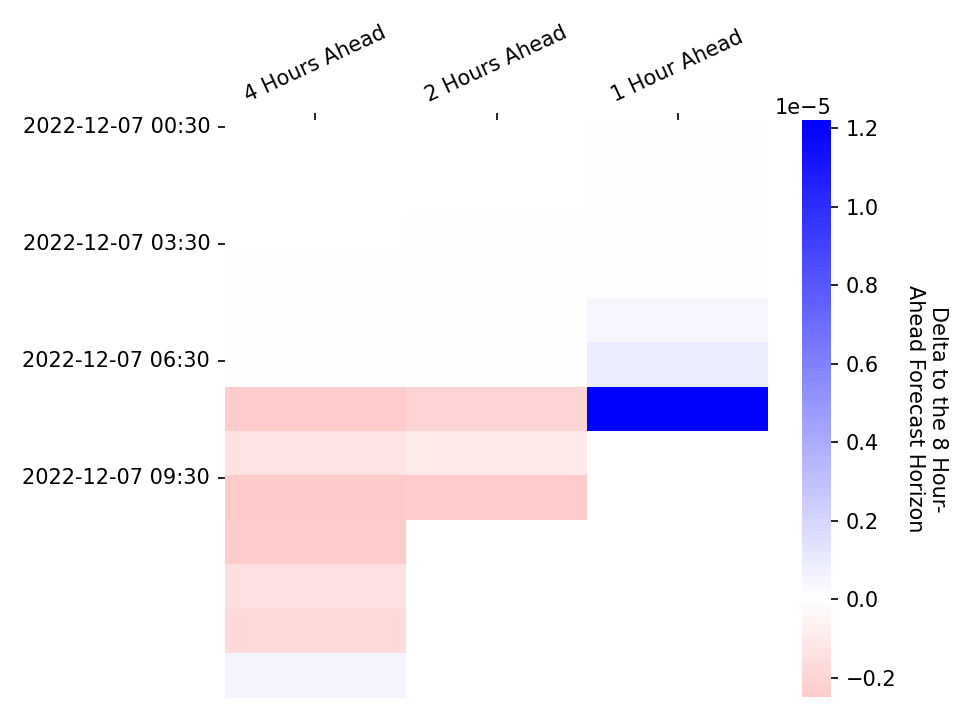 4 Hours Ahead
2 Hours Ahead
1 Hour Ahead
2022-12-07 00:30
2022-12-07 03:30
2022-12-07 06:30
2022-12-07 09:30
1e−5
1.2
1.0
0.8
0.6
0.4
0.2
0.0
−0.2
Delta to the 8 Hour-
Ahead Forecast Horizon